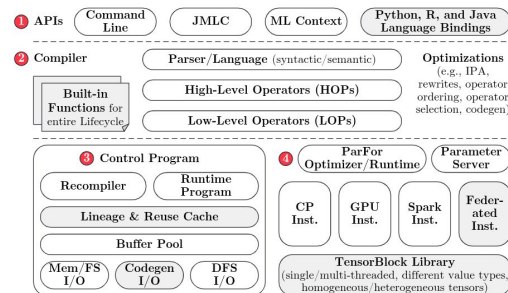 1 APIs
Command
Line
JMLC
ML Context
Python, R, and Java
Language Bindings
2 Compiler
Parser/Language (syntactic/semantic)
High-Level Operators (HOPs)
Low-Level Operators (LOPs)
Built-in
Functions for
entire Lifecycle
Optimizations
(e.g., IPA,
rewrites, operator
ordering, operator
selection, codegen)
3 Control Program
Recompiler
Runtime
Program
Lineage & Reuse Cache
Buffer Pool
Mem/FS
I/O
Codegen
I/O
DFS
I/O
4
ParFor
Optimizer/Runtime
Parameter
Server
CP
Inst.
GPU
Inst.
Spark
Inst.
Feder-
ated
Inst.
TensorBlock Library
(single/multi-threaded, different value types,
homogeneous/heterogeneous tensors)